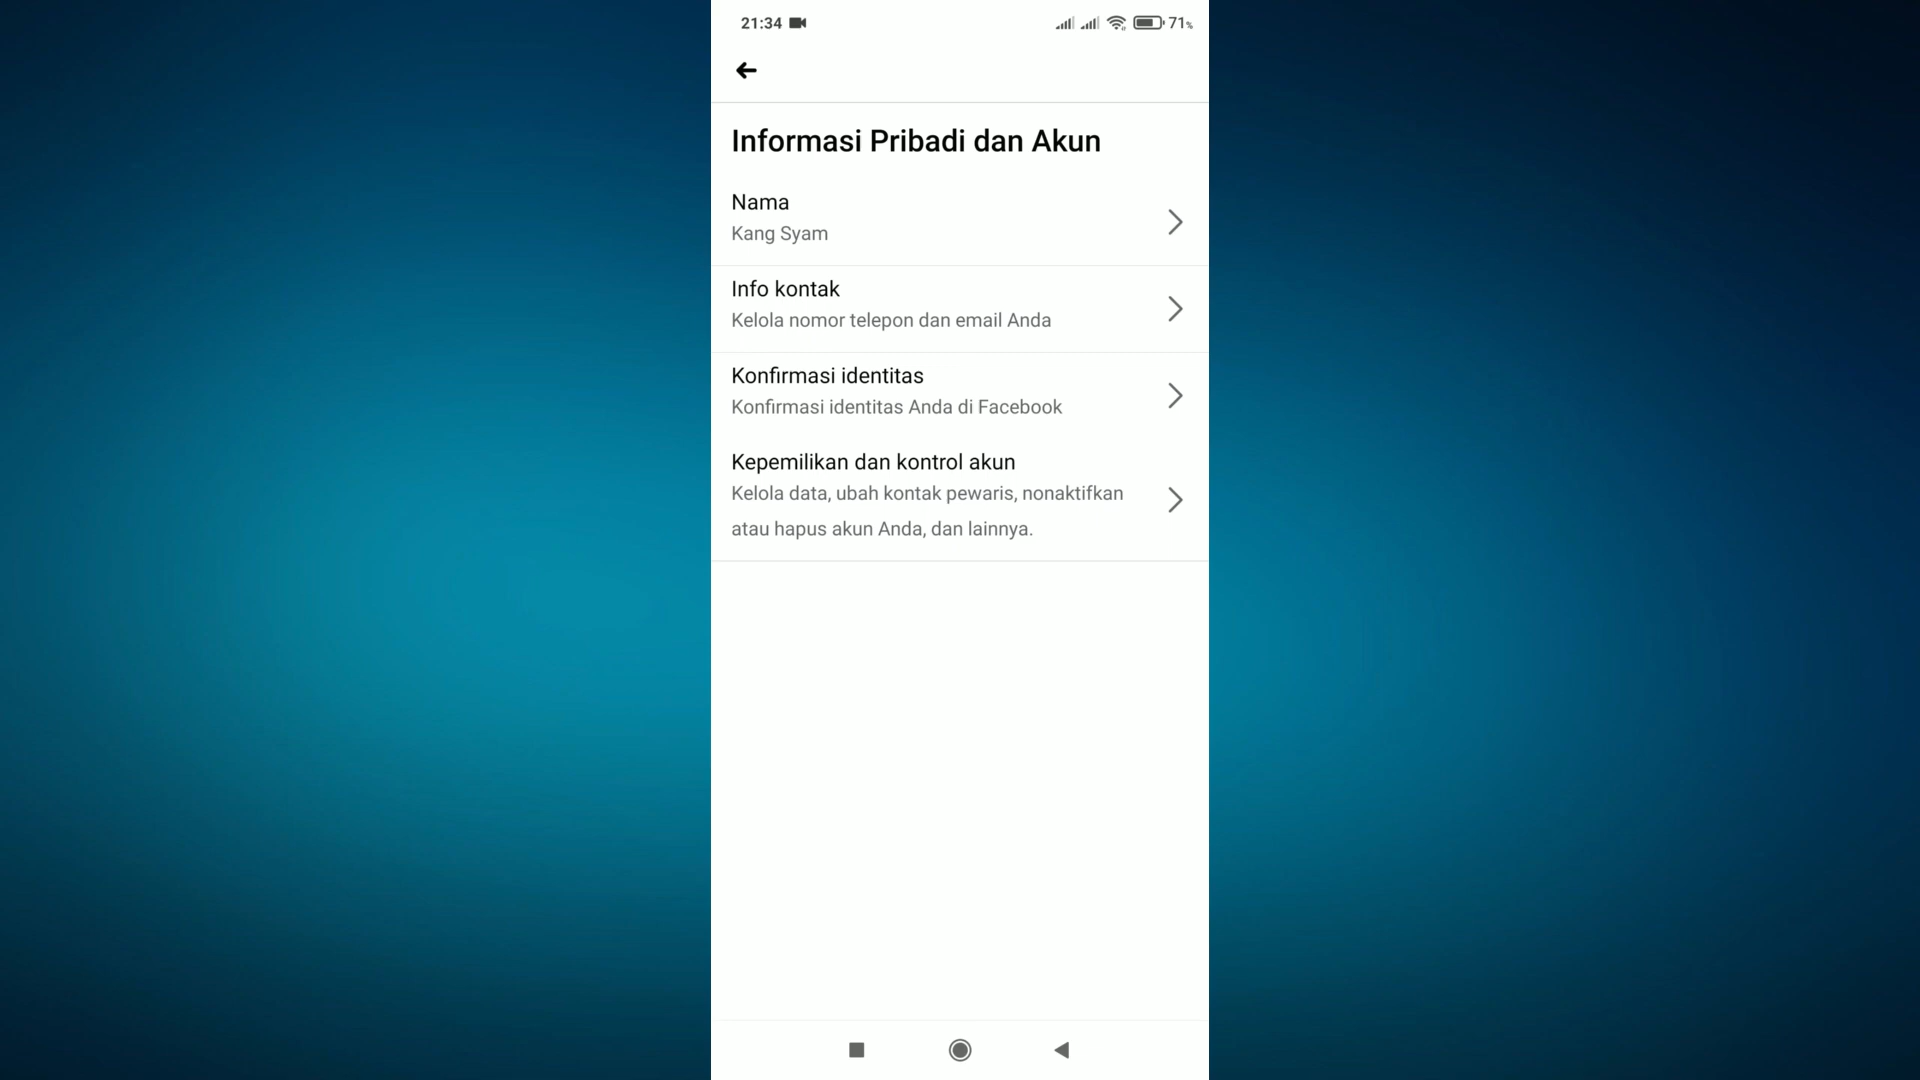 21:34
71%
Informasi Pribadi dan Akun
Nama
Kang Syam
Info kontak
Kelola nomor telepon dan email Anda
Konfirmasi identitas
Konfirmasi identitas Anda di Facebook
Kepemilikan dan kontrol akun
Kelola data, ubah kontak pewaris, nonaktifkan
atau hapus akun Anda, dan lainnya.